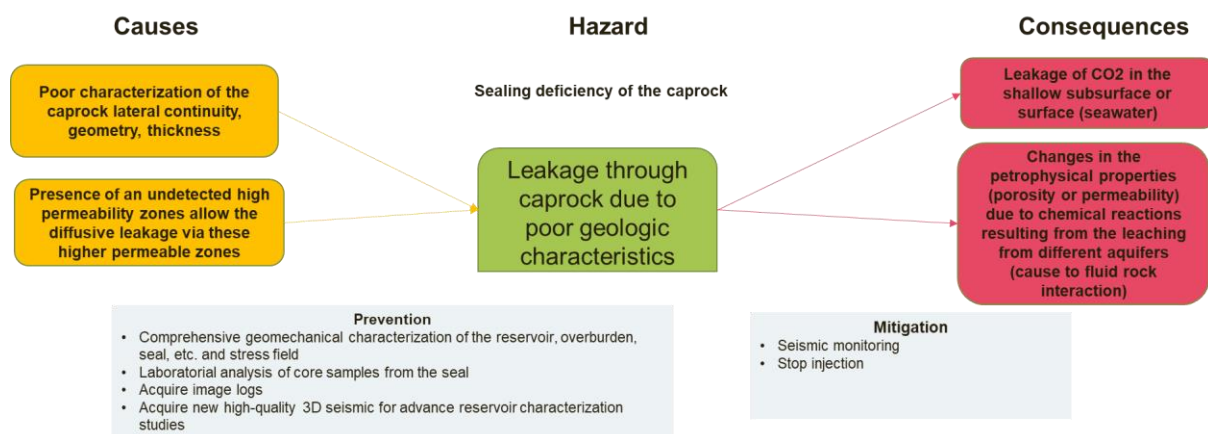 Causes
Hazard
Consequences
Poor characterization of the
caprock lateral continuity,
geometry, thickness
Presence of an undetected high
permeability zones allow the
diffusive leakage via these
higher permeable zones
Sealing deficiency of the caprock
Leakage through
caprock due to
poor geologic
characteristics
Leakage of CO2 in the
shallow subsurface or
surface (seawater)
Changes in the
petrophysical properties
(porosity or permeability)
due to chemical reactions
resulting from the leaching
from different aquifers
(cause to fluid rock
interaction)
Prevention
• Comprehensive geomechanical characterization of the reservoir, overburden,
seal, etc. and stress field
• Laboratorial analysis of core samples from the seal
• Acquire image logs
• Acquire new high-quality 3D seismic for advance reservoir characterization
studies
Mitigation
• Seismic monitoring
• Stop injection